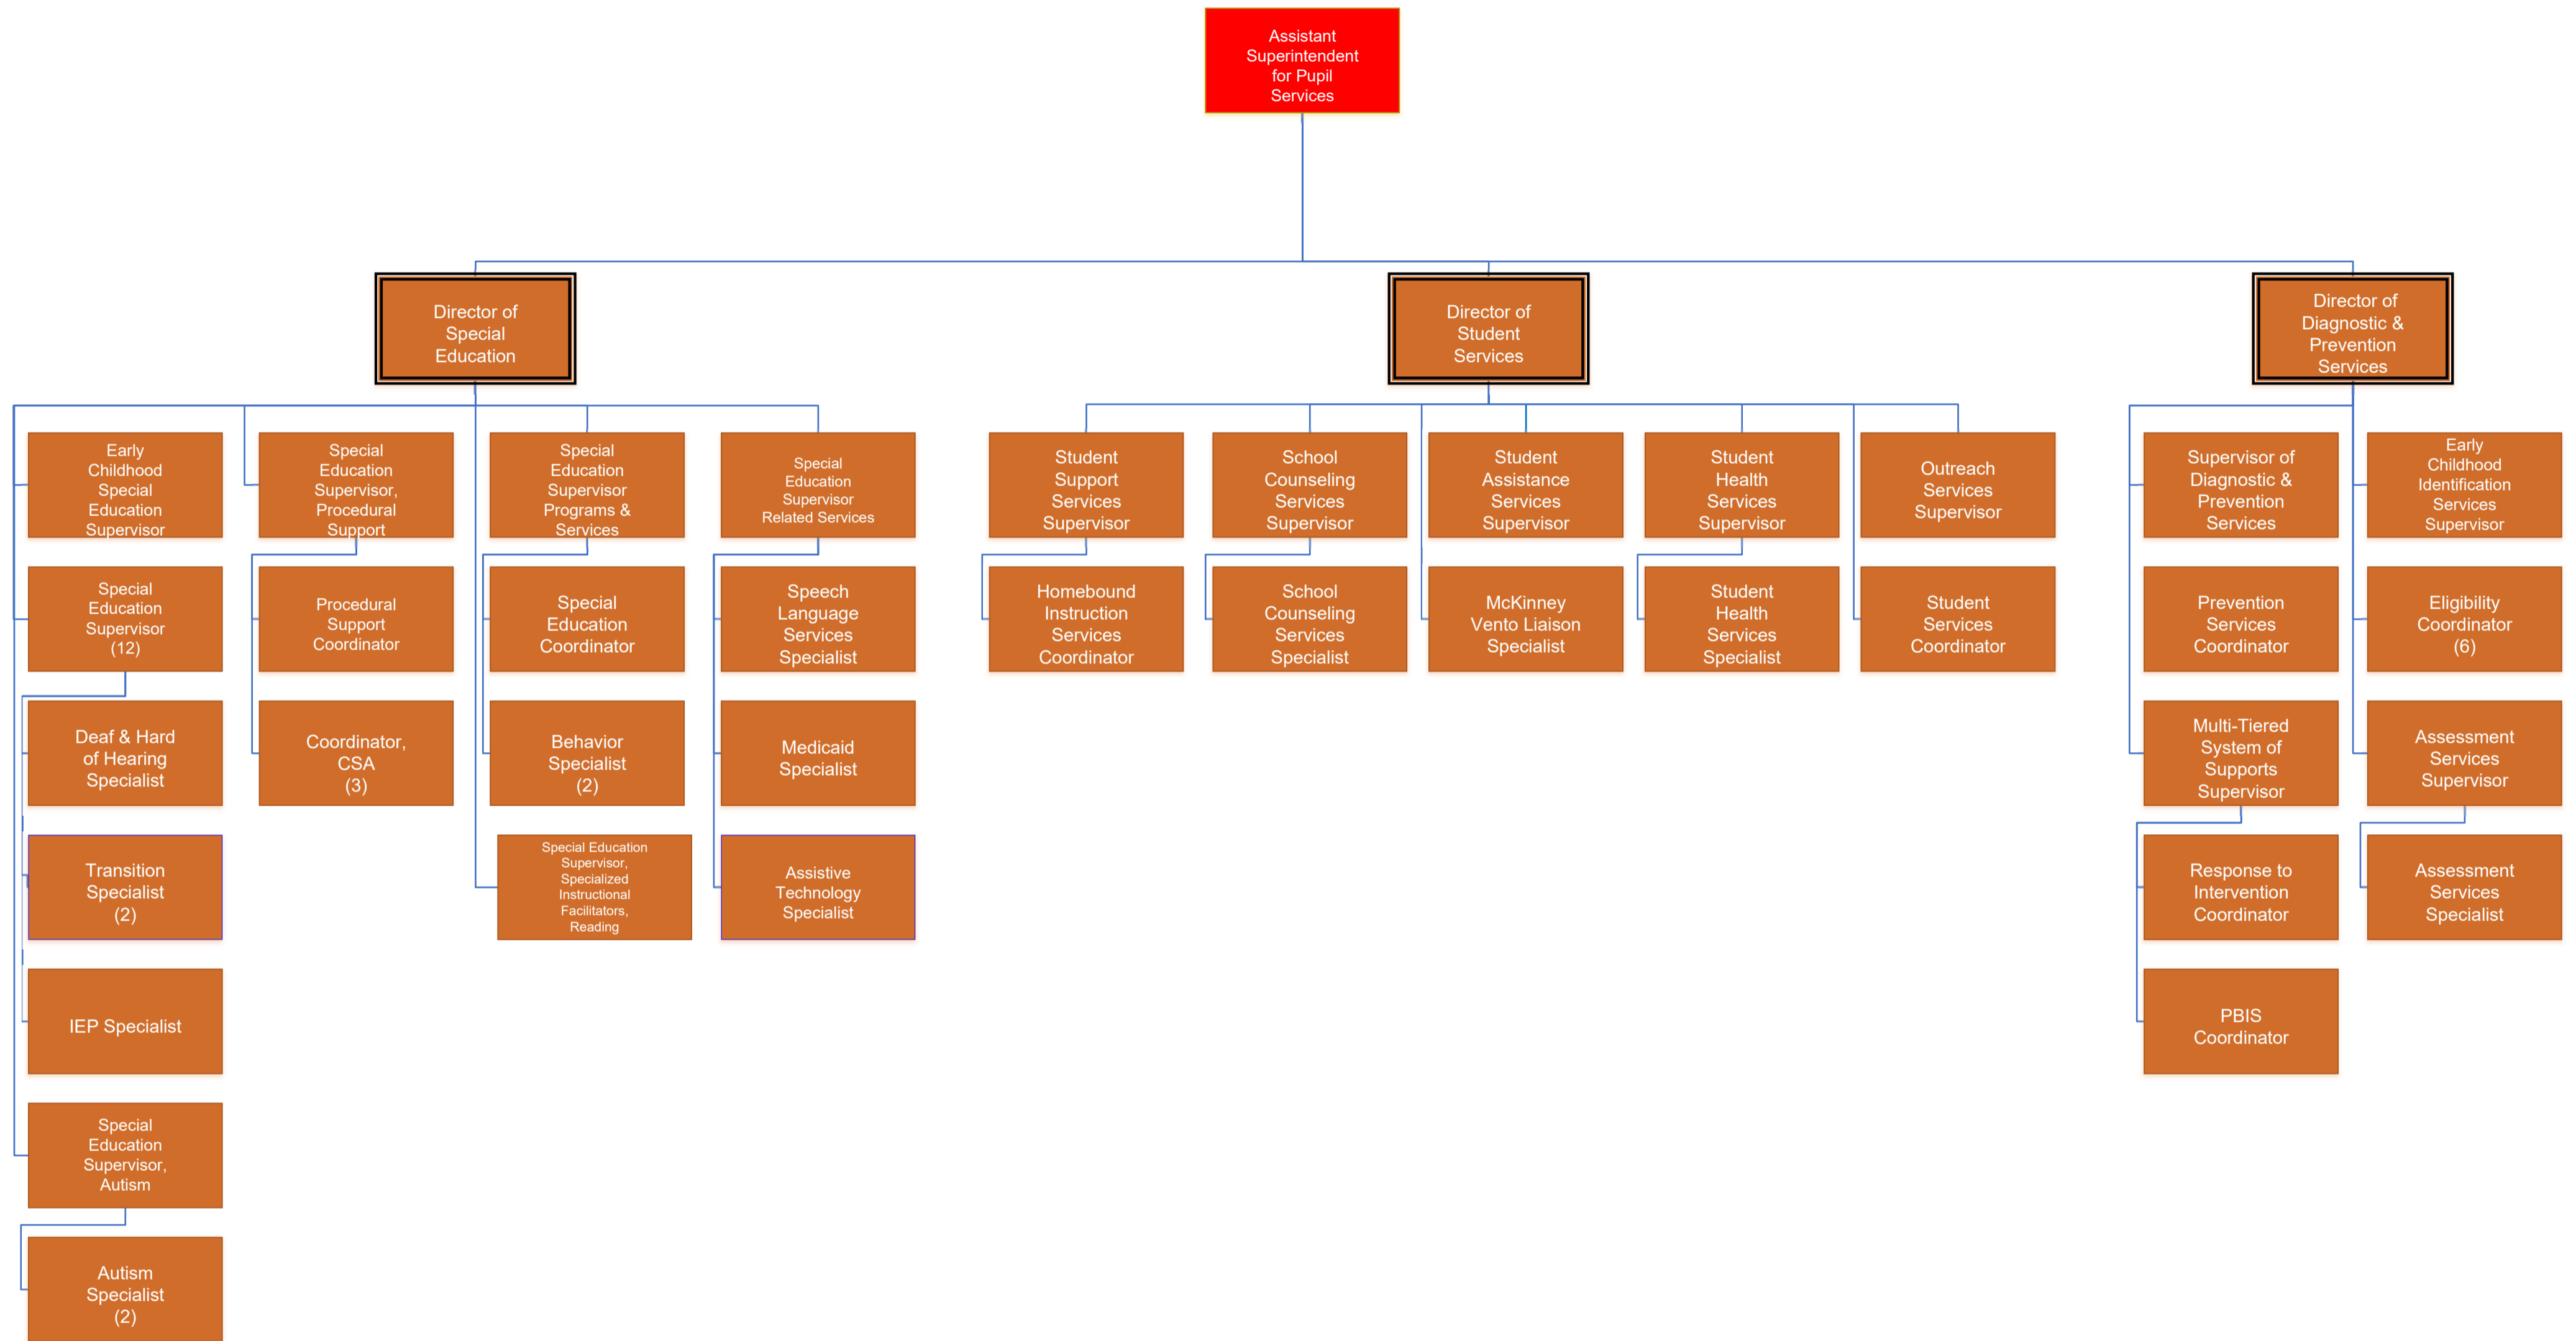 Assistant
Superintendent
for Pupil
Services
Director of
Special
Education
Director of
Student
Services
Director of
Diagnostic &
Prevention
Services
Early
Childhood
Special
Education
Supervisor
Special
Education
Supervisor,
Procedural
Support
Special
Education
Supervisor
Programs &
Services
Special
Education
Supervisor
Related Services
Student
Support
Services
Supervisor
School
Counseling
Services
Supervisor
Student
Assistance
Services
Supervisor
Student
Health
Services
Supervisor
Outreach
Services
Supervisor
Supervisor of
Diagnostic &
Prevention
Services
Early
Childhood
Identification
Services
Supervisor
Special
Education
Supervisor
(12)
Procedural
Support
Coordinator
Special
Education
Coordinator
Speech
Language
Services
Specialist
Homebound
Instruction
Services
Coordinator
School
Counseling
Services
Specialist
McKinney
Vento Liaison
Specialist
Student
Health
Services
Specialist
Student
Services
Coordinator
Prevention
Services
Coordinator
Eligibility
Coordinator
(6)
Deaf & Hard
of Hearing
Specialist
Coordinator,
CSA
(3)
Behavior
Specialist
(2)
Medicaid
Specialist
Multi-Tiered
System of
Supports
Supervisor
Assessment
Services
Supervisor
Transition
Specialist
(2)
Special Education
Supervisor,
Specialized
Instructional
Facilitators,
Reading
Assistive
Technology
Specialist
Response to
Intervention
Coordinator
Assessment
Services
Specialist
IEP Specialist
PBIS
Coordinator
Special
Education
Supervisor,
Autism
Autism
Specialist
(2)